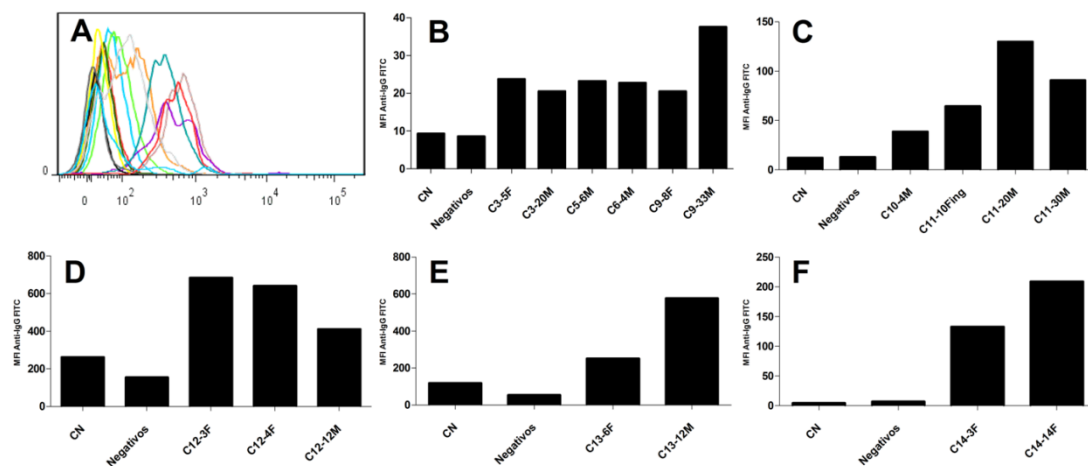 A
0
0
10²
10³
10⁴
10⁵
B
MFI Anti-IgG FITC
40
30
20
10
0
CN
Negativos
C3-5F
C3-20M
C5-6M
C6-4M
C9-8F
C9-33M
C
MFI Anti-IgG FITC
150
100
50
0
CN
Negativos
C10-4M
C11-10Fing
C11-20M
C11-30M
D
MFI Anti-IgG FITC
800
600
400
200
0
CN
Negativos
C12-3F
C12-4F
C12-12M
E
MFI Anti-IgG FITC
800
600
400
200
0
CN
Negativos
C13-6F
C13-12M
F
MFI Anti-IgG FITC
250
200
150
100
50
0
CN
Negativos
C14-3F
C14-14F